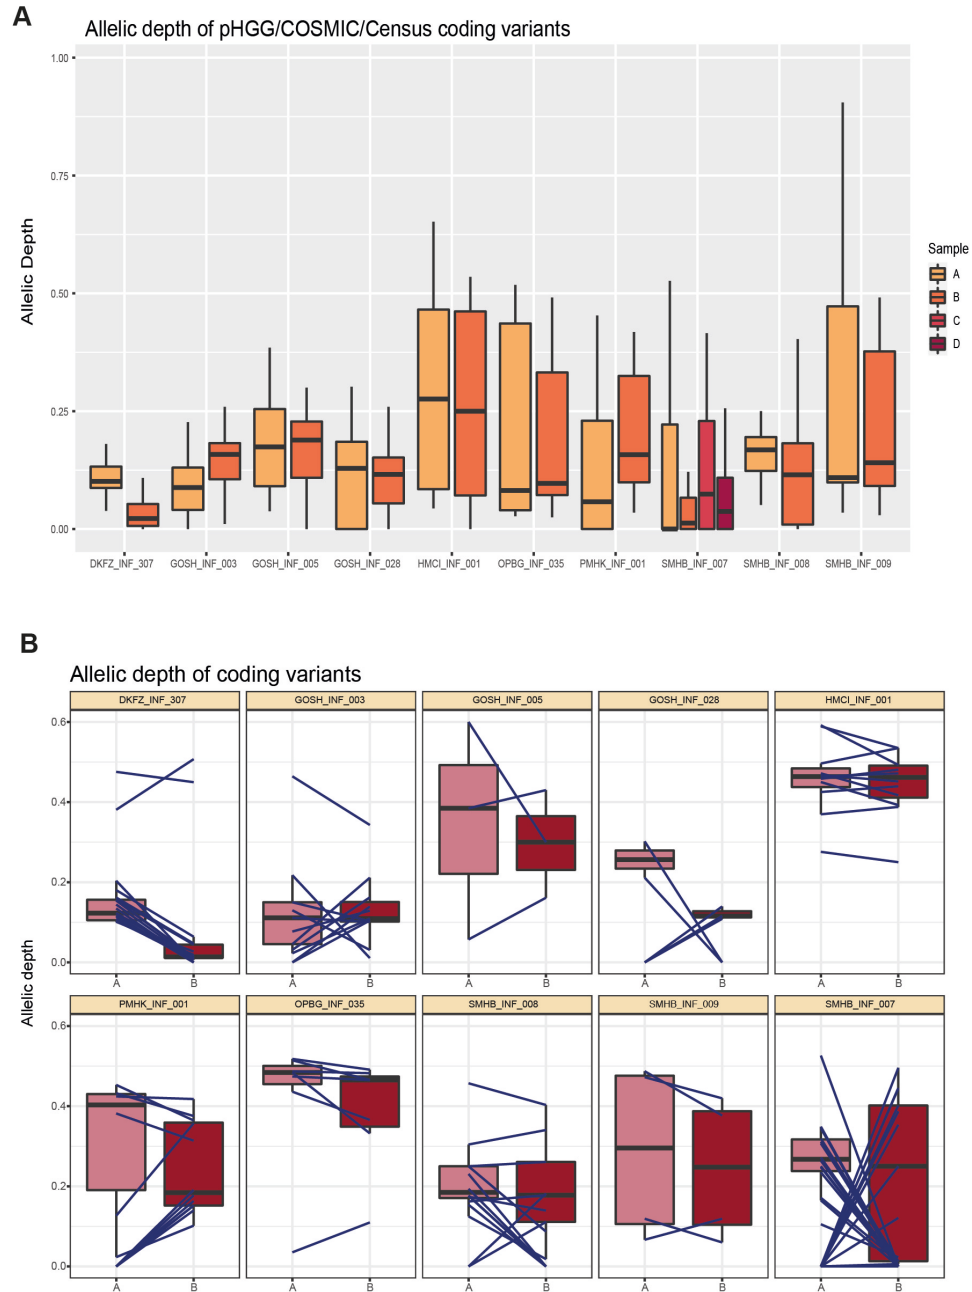 A
Allelic depth of pHGG/COSMIC/Census coding variants
Allelic Depth
1.00
0.75
0.50
0.25
0.00
DKFZ_INF_307 GOSH_INF_003 GOSH_INF_005 GOSH_INF_028 HMCI_INF_001 OPBG_INF_035 PMHK_INF_001 SMHB_INF_007 SMHB_INF_008 SMHB_INF_009
Sample
A
B
C
D
B
Allelic depth of coding variants
Allelic depth
DKFZ_INF_307 GOSH_INF_003 GOSH_INF_005 GOSH_INF_028 HMCI_INF_001
0.6
0.4
0.2
0.0
A B A B A B A B A B
PMHK_INF_001 OPBG_INF_035 SMHB_INF_008 SMHB_INF_009 SMHB_INF_007
0.6
0.4
0.2
0.0
A B A B A B A B A B